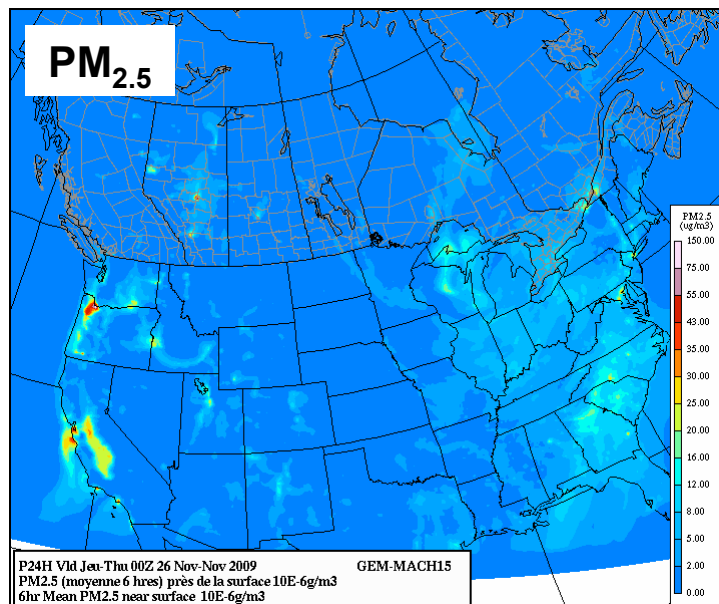 PM2.5
PM2.5
(ug/m3)
150.00
75.00
55.00
43.00
35.00
30.00
25.00
20.00
16.00
12.00
8.00
5.00
2.00
0.00
P24H Vld Jeu-Thu 00Z 26 Nov-Nov 2009 GEM-MACH15
PM2.5 (moyenne 6 hres) près de la surface 10E-6g/m3
6hr Mean PM2.5 near surface 10E-6g/m3